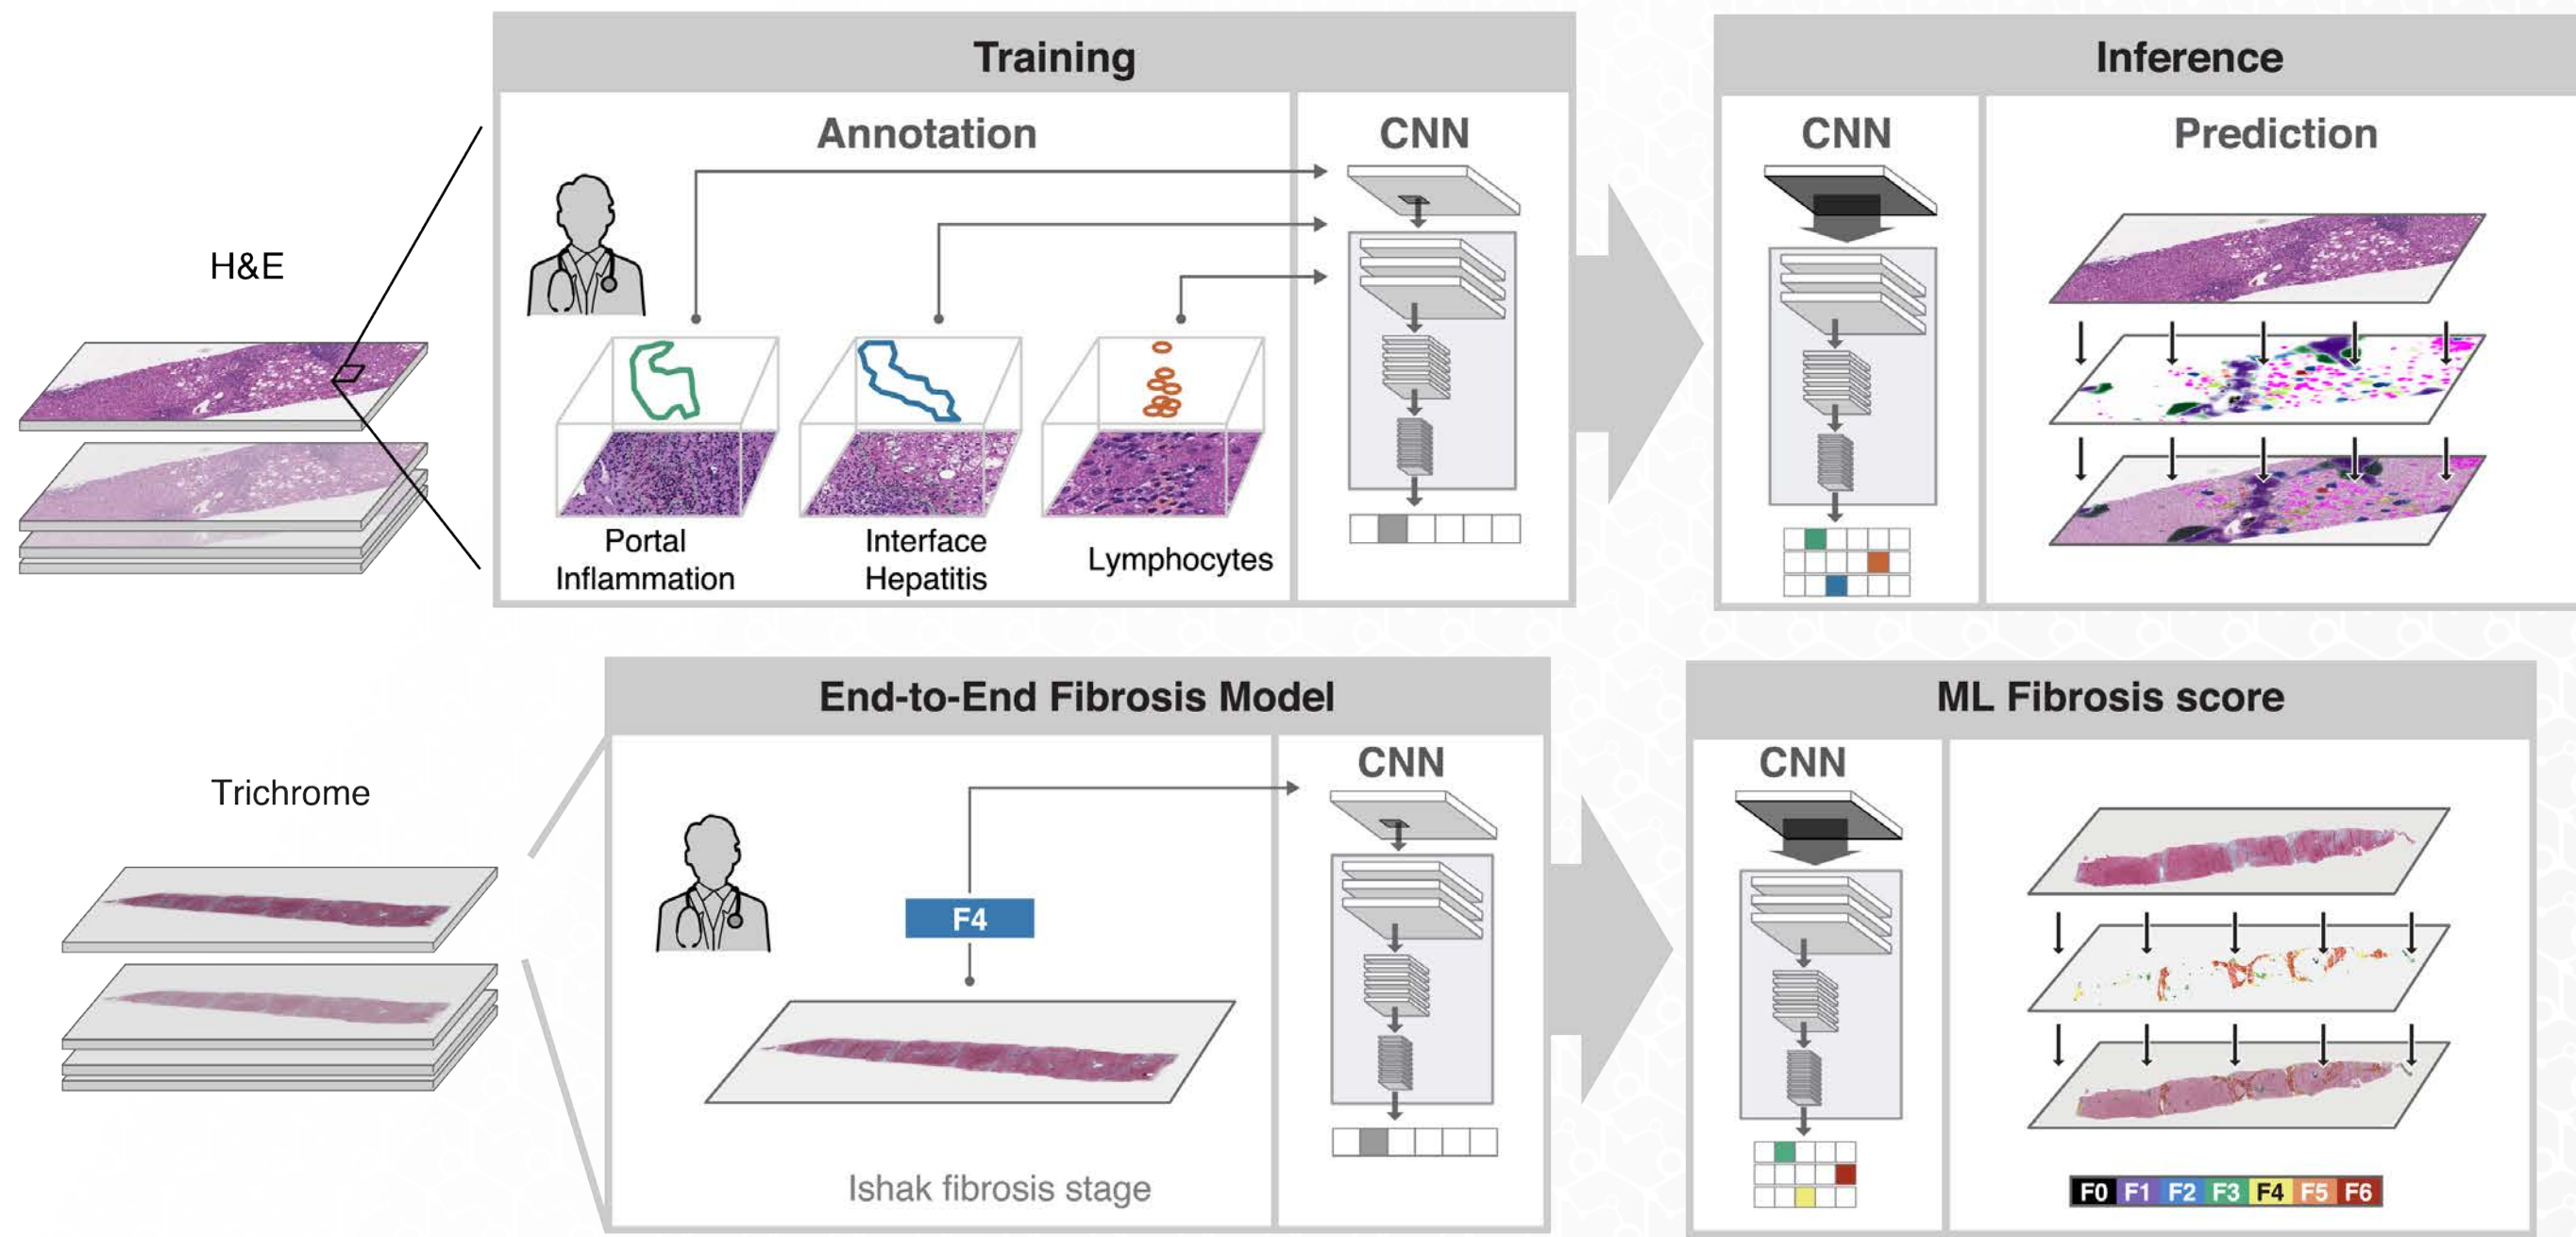 Training
Inference
Annotation
CNN
CNN
Prediction
H&E
Portal
Inflammation
Interface
Hepatitis
Lymphocytes
End-to-End Fibrosis Model
ML Fibrosis score
CNN
CNN
Trichrome
F4
Ishak fibrosis stage
F0 F1 F2 F3 F4 F5 F6